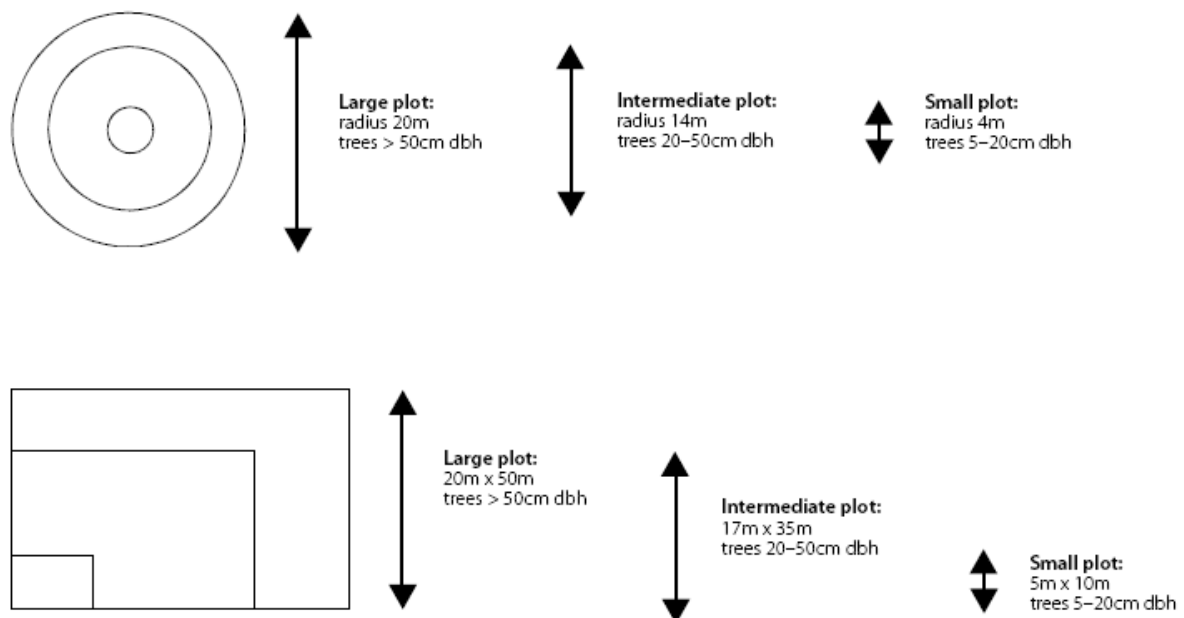 Large plot:
radius 20m
trees > 50cm dbh
Intermediate plot:
radius 14m
trees 20–50cm dbh
Small plot:
radius 4m
trees 5–20cm dbh
Large plot:
20m x 50m
trees > 50cm dbh
Intermediate plot:
17m x 35m
trees 20–50cm dbh
Small plot:
5m x 10m
trees 5–20cm dbh